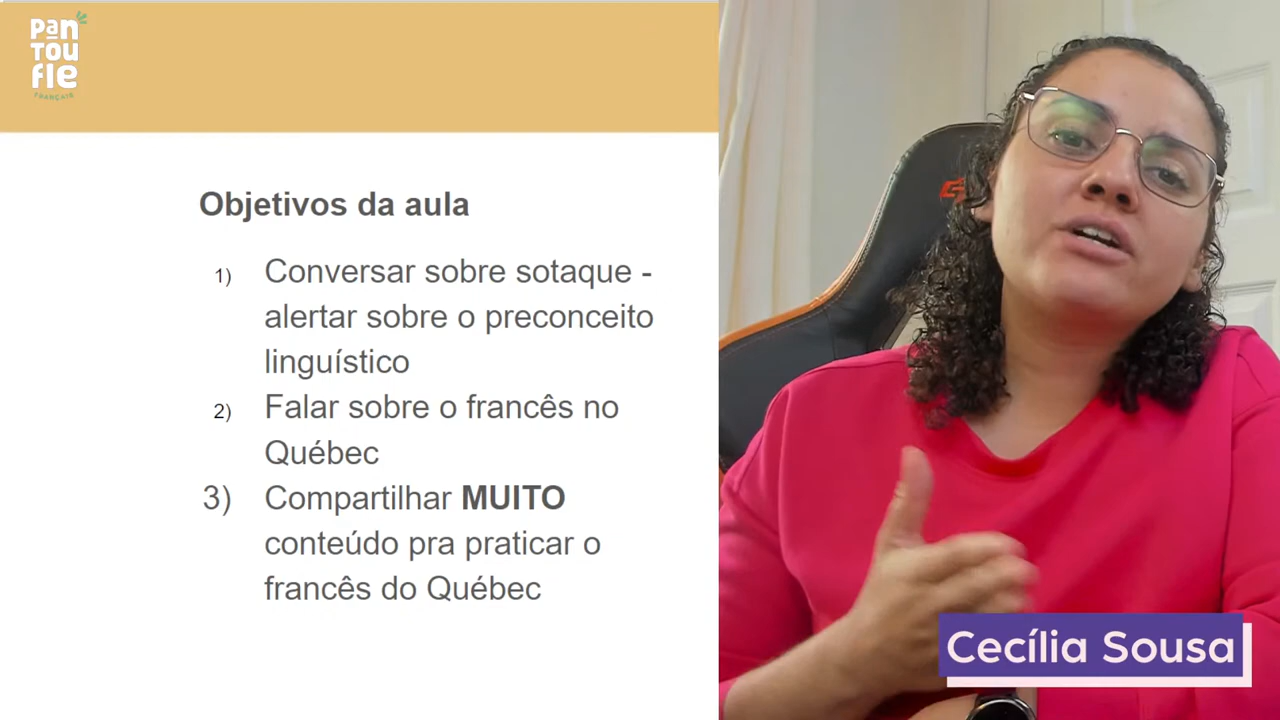 Pan
TOU
fle
FRANÇAIS
Objetivos da aula
1) Conversar sobre sotaque -
alertar sobre o preconceito
linguístico
2) Falar sobre o francês no
Québec
3) Compartilhar MUITO
conteúdo pra praticar o
francês do Québec
Cecília Sousa